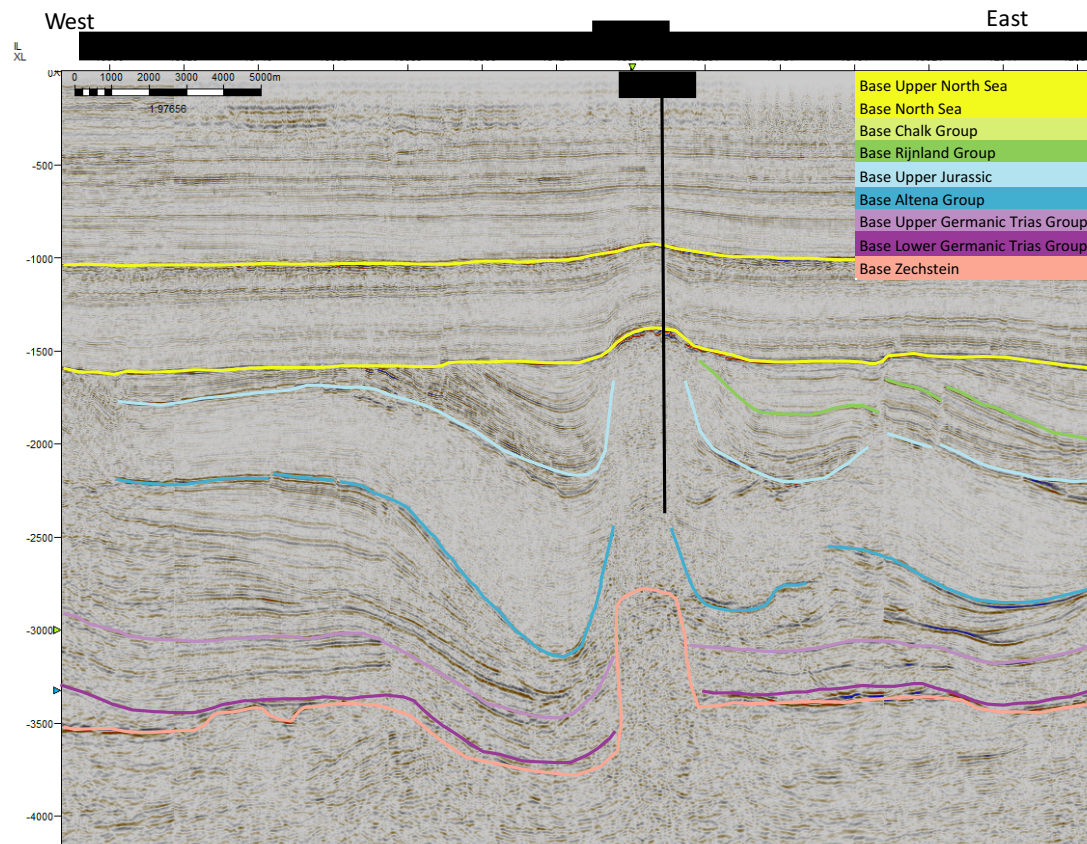 West
East
IL
XL
0
0 1000 2000 3000 4000 5000m
1:97656
Base Upper North Sea
Base North Sea
Base Chalk Group
Base Rijnland Group
Base Upper Jurassic
Base Altena Group
Base Upper Germanic Trias Group
Base Lower Germanic Trias Group
Base Zechstein
-500
-1000
-1500
-2000
-2500
-3000
-3500
-4000